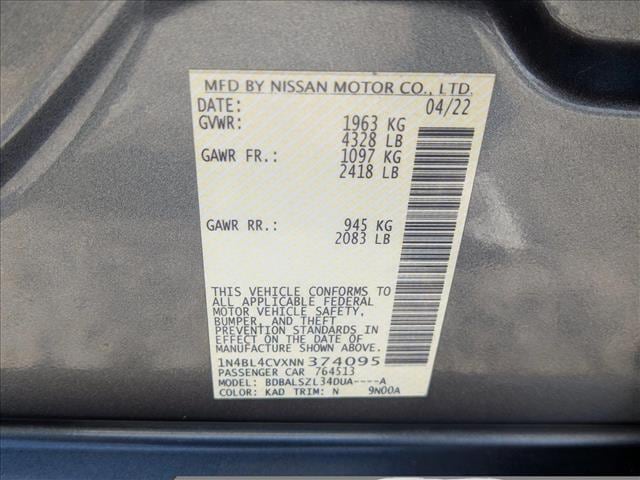 MFD BY NISSAN MOTOR CO., LTD.
DATE: 04/22
GVWR: 1963 KG
4328 LB
GAWR FR.: 1097 KG
2418 LB
GAWR RR.: 945 KG
2083 LB
THIS VEHICLE CONFORMS TO
ALL APPLICABLE FEDERAL
MOTOR VEHICLE SAFETY,
BUMPER, AND THEFT
PREVENTION STANDARDS IN
EFFECT ON THE DATE OF
MANUFACTURE SHOWN ABOVE.
1N4BL4CVXNN374095
PASSENGER CAR 764513
MODEL: BDBALSZL34DUA----A
COLOR: KAD TRIM: N 9N00A